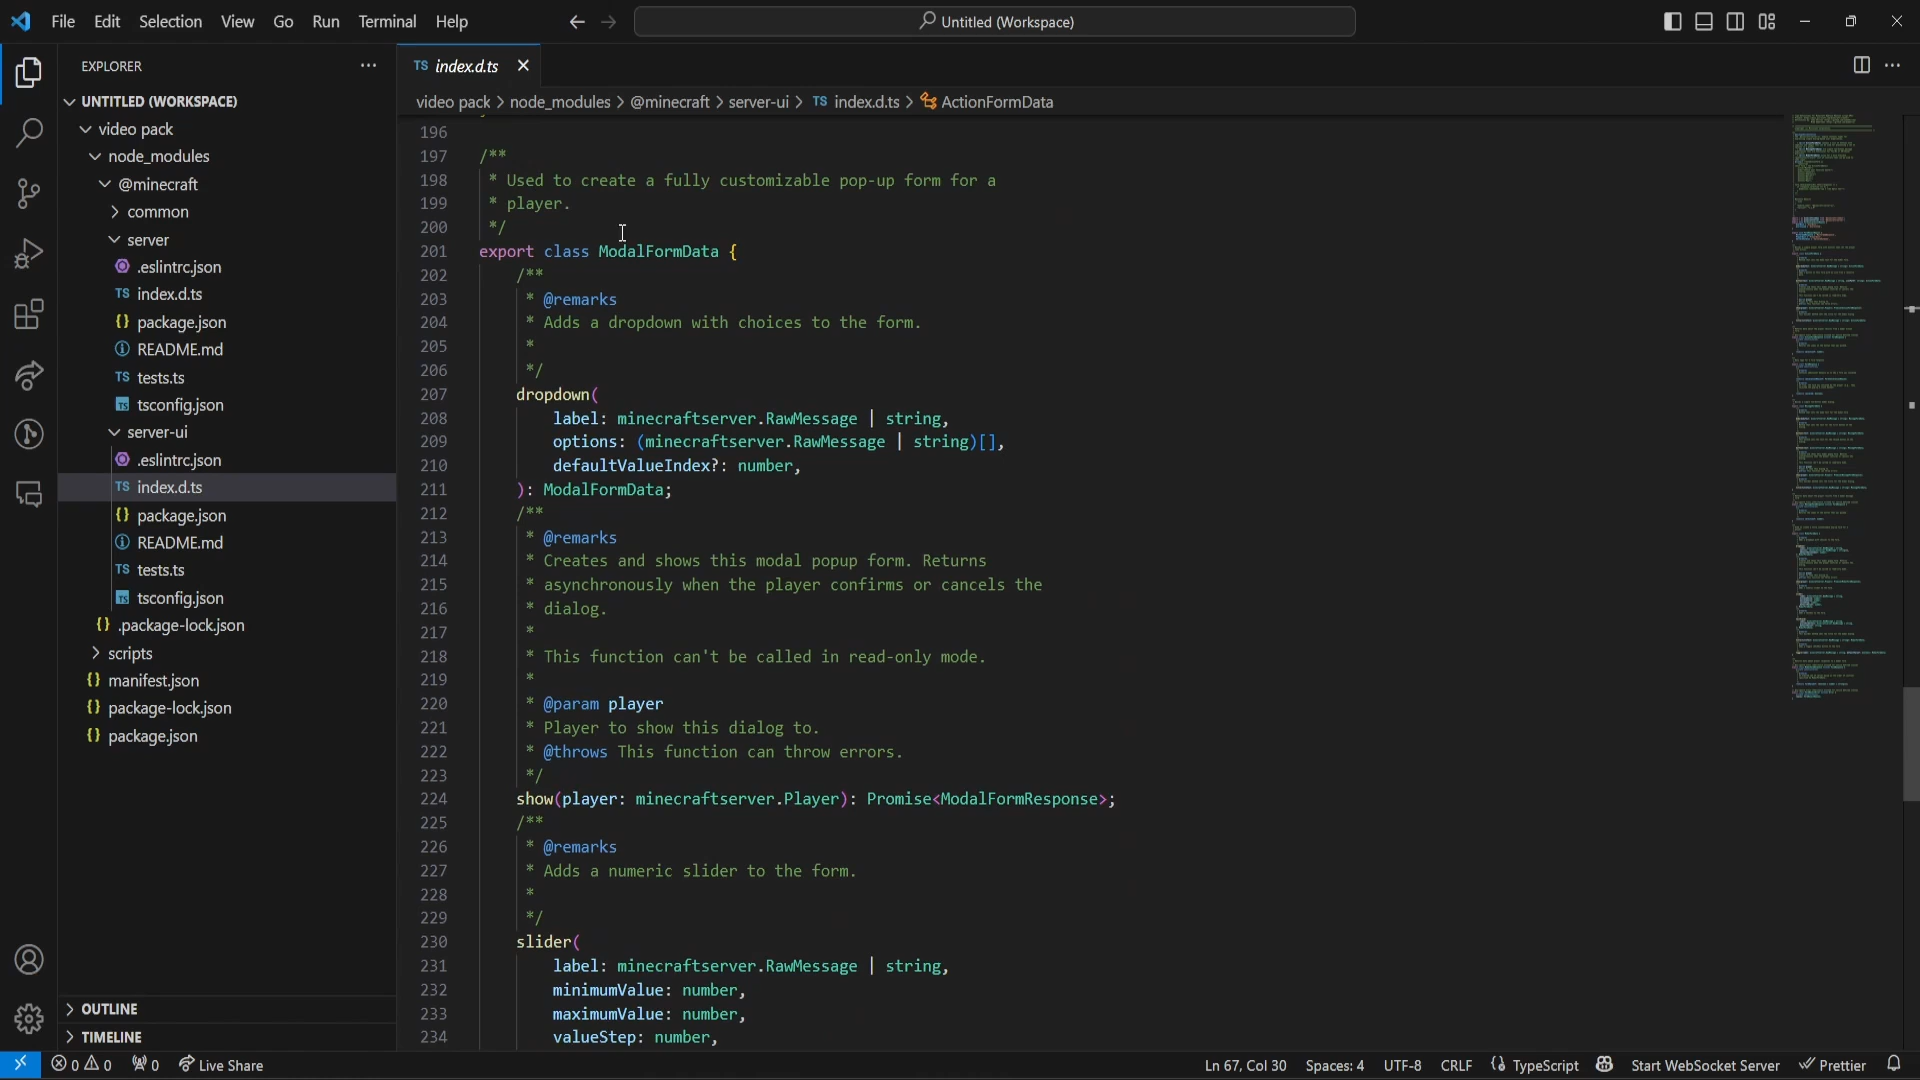 File Edit Selection View Go Run Terminal Help
Untitled (Workspace)
EXPLORER
UNTITLED (WORKSPACE)
video pack
node_modules
@minecraft
common
server
.eslintrc.json
TS index.d.ts
{} package.json
README.md
TS tests.ts
tsconfig.json
server-ui
.eslintrc.json
TS index.d.ts
{} package.json
README.md
TS tests.ts
tsconfig.json
{} .package-lock.json
scripts
{} manifest.json
{} package-lock.json
{} package.json
OUTLINE
TIMELINE
TS index.d.ts
video pack > node_modules > @minecraft > server-ui > TS index.d.ts > ActionFormData
196
197 /**
198 * Used to create a fully customizable pop-up form for a
199 * player.
200 */
201 export class ModalFormData {
202 /**
203 * @remarks
204 * Adds a dropdown with choices to the form.
205 *
206 */
207 dropdown(
208 label: minecraftserver.RawMessage | string,
209 options: (minecraftserver.RawMessage | string)[],
210 defaultValueIndex?: number,
211 ): ModalFormData;
212 /**
213 * @remarks
214 * Creates and shows this modal popup form. Returns
215 * asynchronously when the player confirms or cancels the
216 * dialog.
217 *
218 * This function can't be called in read-only mode.
219 *
220 * @param player
221 * Player to show this dialog to.
222 * @throws This function can throw errors.
223 */
224 show(player: minecraftserver.Player): Promise<ModalFormResponse>;
225 /**
226 * @remarks
227 * Adds a numeric slider to the form.
228 *
229 */
230 slider(
231 label: minecraftserver.RawMessage | string,
232 minimumValue: number,
233 maximumValue: number,
234 valueStep: number,
0 0 0 Live Share Ln 67, Col 30 Spaces: 4 UTF-8 CRLF {} TypeScript Start WebSocket Server Prettier